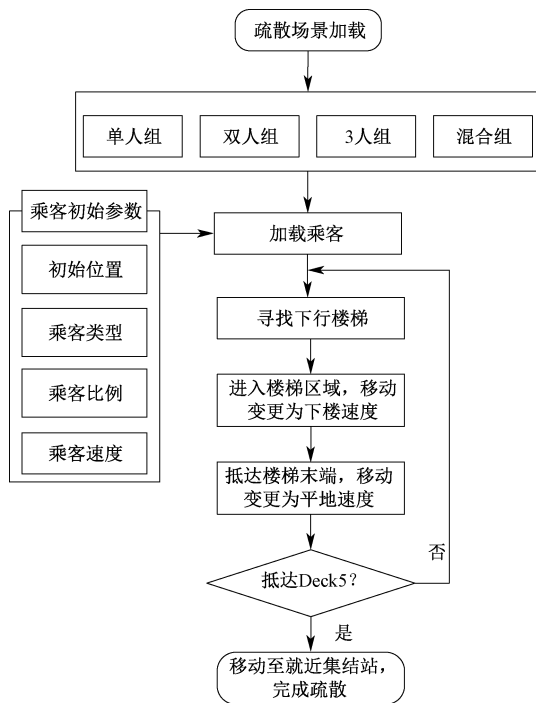 疏散场景加载
单人组
双人组
3人组
混合组
乘客初始参数
初始位置
乘客类型
乘客比例
乘客速度
加载乘客
寻找下行楼梯
进入楼梯区域，移动
变更为下楼速度
抵达楼梯末端，移动
变更为平地速度
抵达Deck5？
否
是
移动至就近集结站，
完成疏散